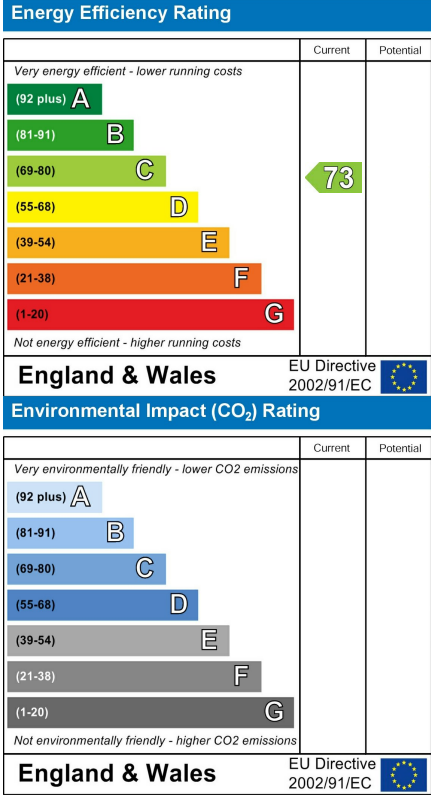 Energy Efficiency Rating
Current Potential
Very energy efficient - lower running costs
(92 plus) A
(81-91) B
(69-80) C
73
(55-68) D
(39-54) E
(21-38) F
(1-20) G
Not energy efficient - higher running costs
England & Wales
EU Directive
2002/91/EC
Environmental Impact (CO₂) Rating
Current Potential
Very environmentally friendly - lower CO2 emissions
(92 plus) A
(81-91) B
(69-80) C
(55-68) D
(39-54) E
(21-38) F
(1-20) G
Not environmentally friendly - higher CO2 emissions
England & Wales
EU Directive
2002/91/EC